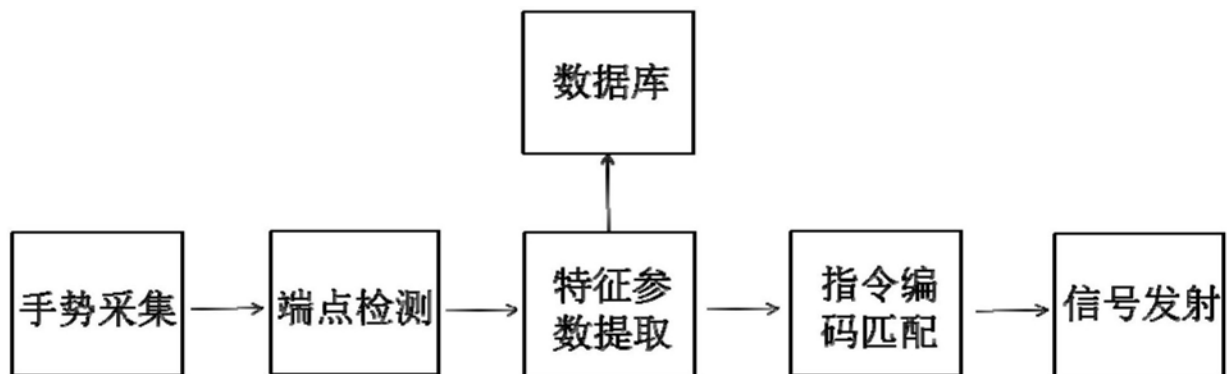 数据库
手势采集
端点检测
特征参
数提取
指令编
码匹配
信号发射